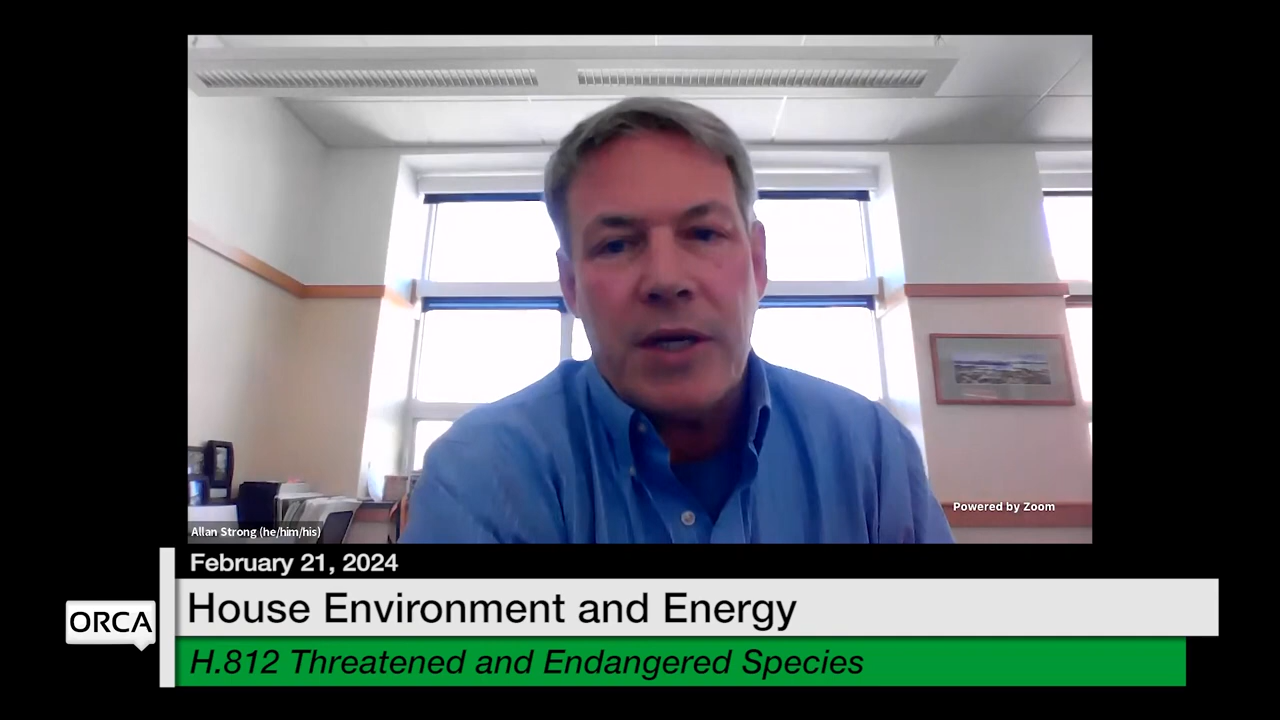 Powered by Zoom
Allan Strong (he/him/his)
February 21, 2024
House Environment and Energy
ORCA
H.812 Threatened and Endangered Species